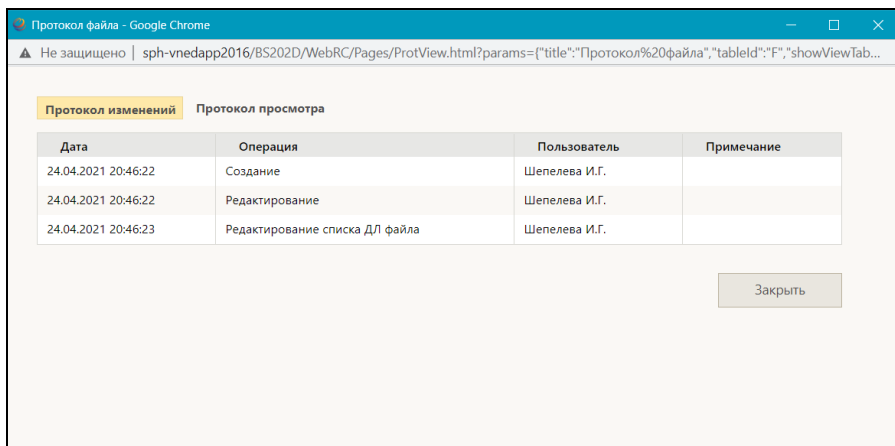 Протокол файла - Google Chrome
Не защищено | sph-vnedapp2016/BS202D/WebRC/Pages/ProtView.html?params={"title":"Протокол%20файла","tableId":"F","showViewTab...
Протокол изменений Протокол просмотра
Дата Операция Пользователь Примечание
24.04.2021 20:46:22 Создание Шепелева И.Г.
24.04.2021 20:46:22 Редактирование Шепелева И.Г.
24.04.2021 20:46:23 Редактирование списка ДЛ файла Шепелева И.Г.
Закрыть